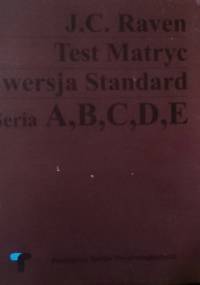 J.C. Raven
Test Matryc
wersja Standard
Seria A,B,C,D,E